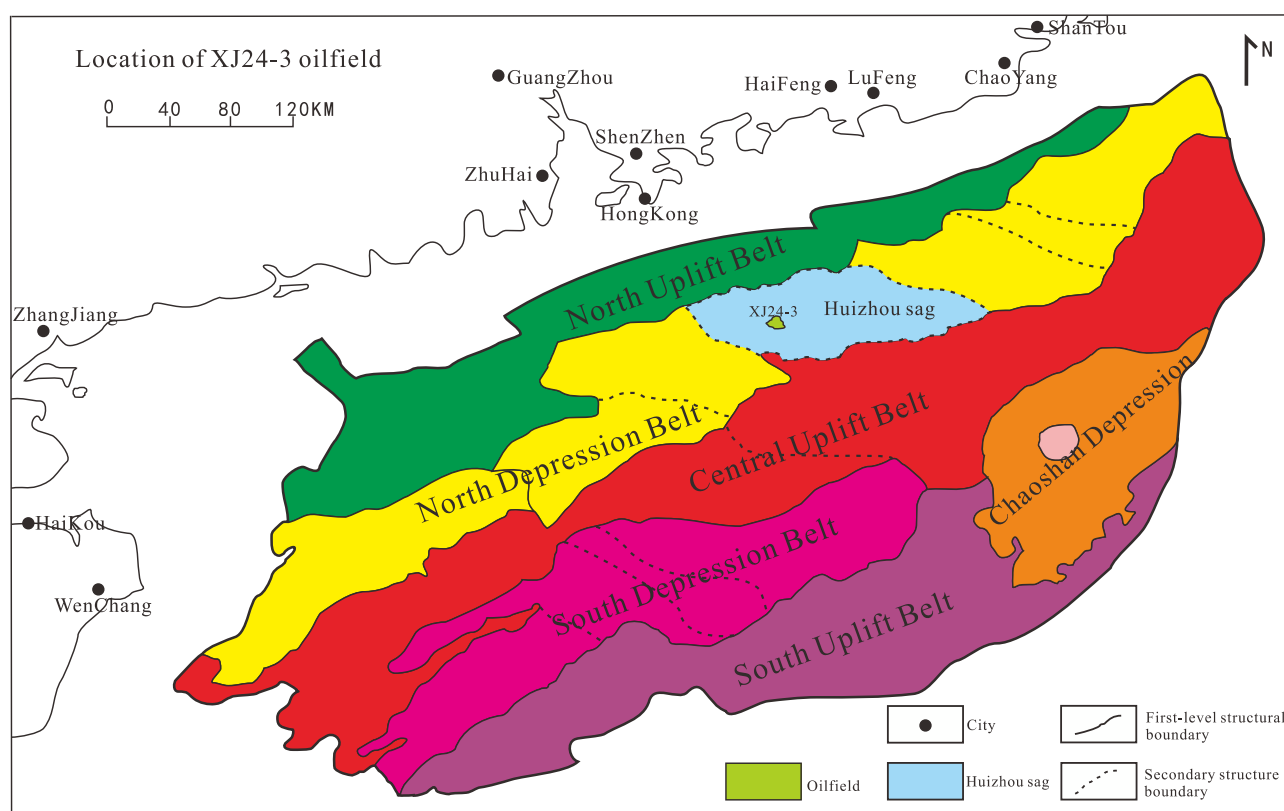 Location of XJ24-3 oilfield
0 40 80 120KM
N
ShanTou
ChaoYang
GuangZhou
HaiFeng
LuFeng
ShenZhen
ZhuHai
HongKong
North Uplift Belt
XJ24-3
Huizhou sag
ZhangJiang
North Depression Belt
Central Uplift Belt
Chaoshan Depression
HaiKou
WenChang
South Depression Belt
South Uplift Belt
City
First-level structural
boundary
Oilfield
Huizhou sag
Secondary structure
boundary